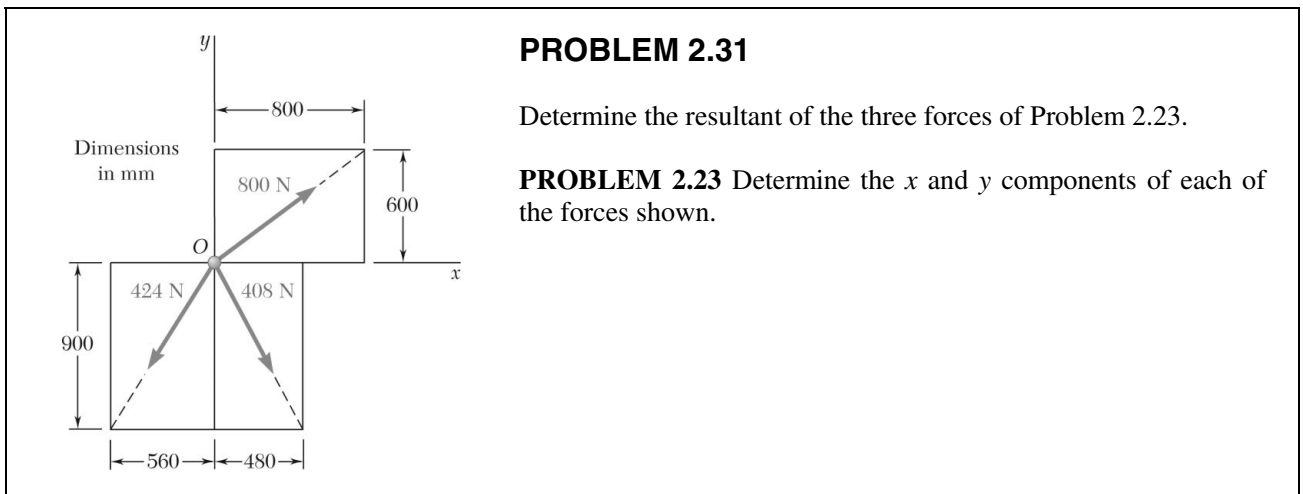 PROBLEM 2.31
Determine the resultant of the three forces of Problem 2.23.
PROBLEM 2.23 Determine the x and y components of each of
the forces shown.
y
800
Dimensions
in mm
800 N
600
O
x
424 N
408 N
900
560
480